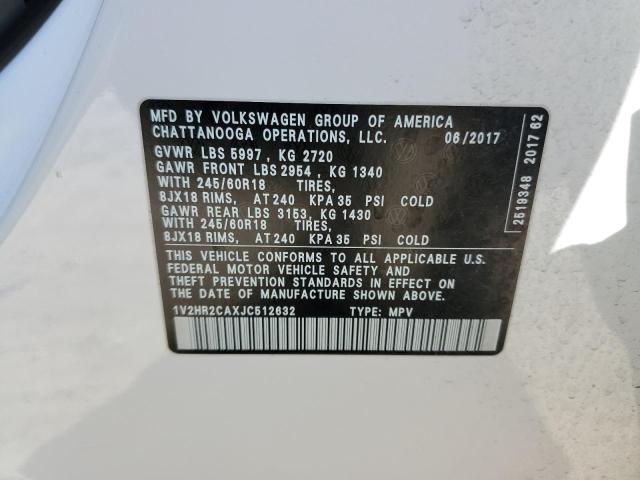 MFD BY VOLKSWAGEN GROUP OF AMERICA
CHATTANOOGA OPERATIONS, LLC. 06/2017
GVWR LBS 5997, KG 2720
GAWR FRONT LBS 2954, KG 1340
WITH 245/60R18 TIRES,
8JX18 RIMS, AT 240 KPA 35 PSI COLD
GAWR REAR LBS 3153, KG 1430
WITH 245/60R18 TIRES,
8JX18 RIMS, AT 240 KPA 35 PSI COLD
THIS VEHICLE CONFORMS TO ALL APPLICABLE U.S.
FEDERAL MOTOR VEHICLE SAFETY AND
THEFT PREVENTION STANDARDS IN EFFECT ON THE
DATE OF MANUFACTURE SHOWN ABOVE.
1V2HR2CAXJC512632 TYPE: MPV
2519348 2017 62